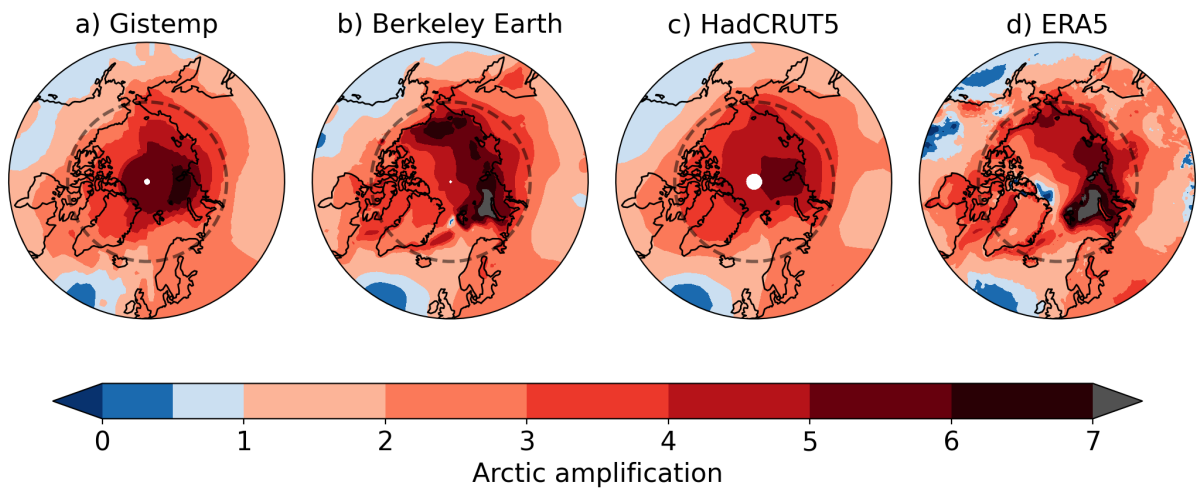 a) Gistemp b) Berkeley Earth c) HadCRUT5 d) ERA5
0 1 2 3 4 5 6 7
Arctic amplification